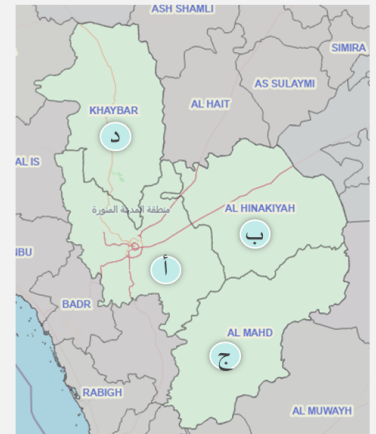 ASH SHAMLI
SIMIRA
AS SULAYMI
AL HAIT
KHAYBAR
د
AL IS
منطقة المدينة المنورة
AL HINAKIYAH
ب
NBU
أ
BADR
AL MAHD
ج
RABIGH
AL MUWAYH